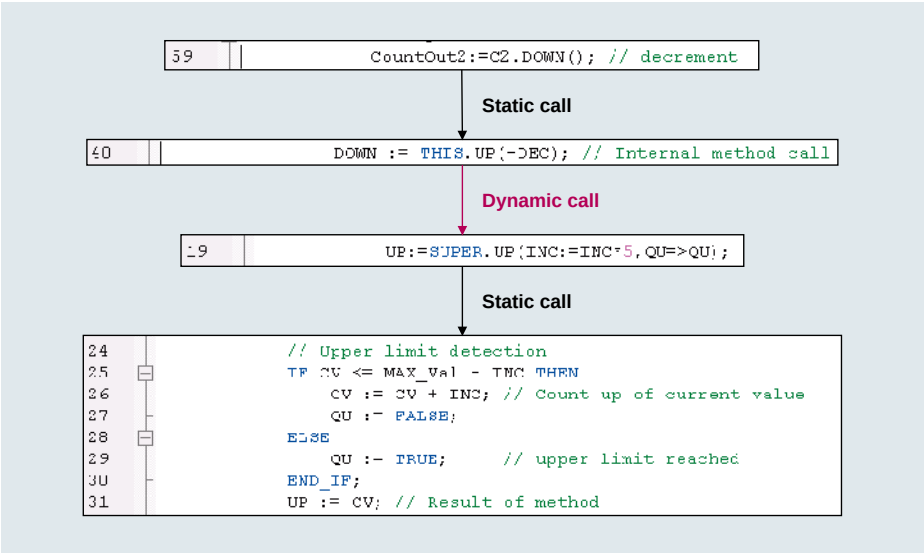 59 CountOut2:=C2.DOWN(); // decrement
Static call
40 DOWN := THIS.UP(-DEC); // Internal method call
Dynamic call
19 UP:=SUPER.UP(INC:=INC*5,QU=>QU);
Static call
24 // Upper limit detection
25 IF CV <= MAX_Val - INC THEN
26 CV := CV + INC; // Count up of current value
27 QU := FALSE;
28 ELSE
29 QU := TRUE; // upper limit reached
30 END_IF;
31 UP := CV; // Result of method